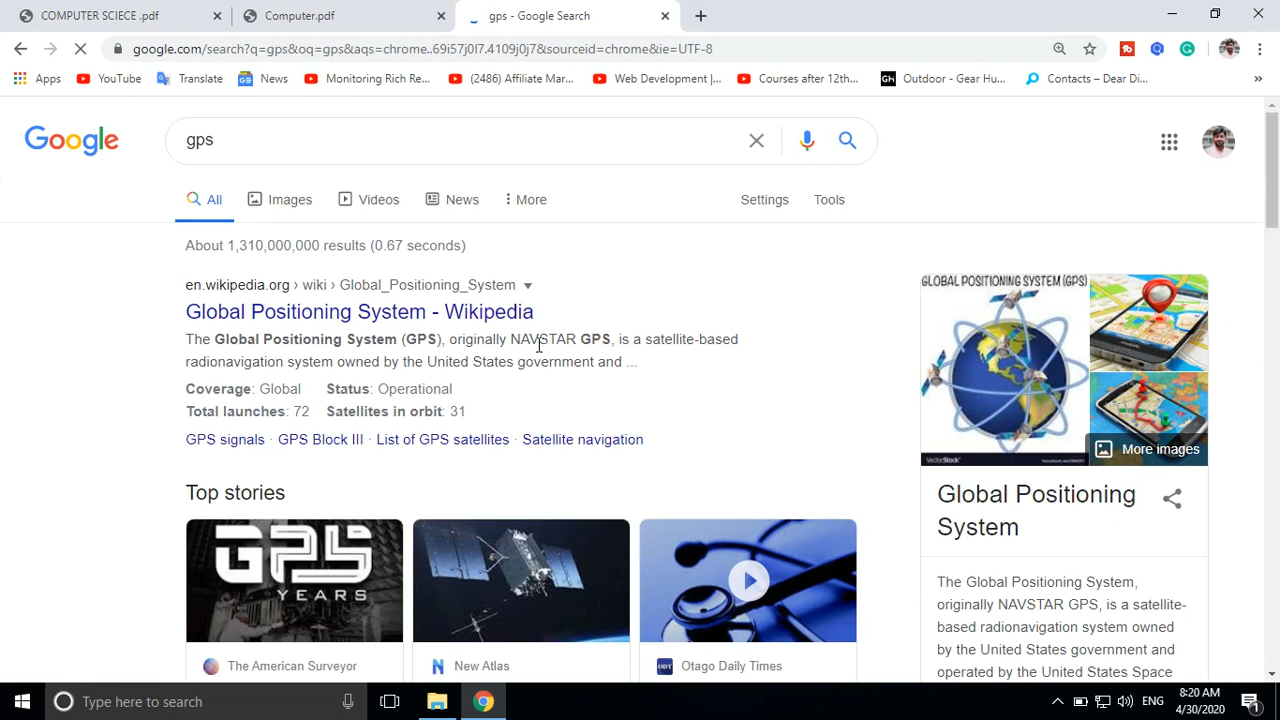 COMPUTER SCIECE .pdf
Computer.pdf
gps - Google Search
google.com/search?q=gps&oq=gps&aqs=chrome..69i57j0l7.4109j0j7&sourceid=chrome&ie=UTF-8
Apps
YouTube
Translate
News
Monitoring Rich Re...
(2486) Affiliate Mar...
Web Development |...
Courses after 12th...
GH
Outdoor - Gear Hu...
Contacts – Dear Di...
Google
gps
All
Images
Videos
News
More
Settings
Tools
About 1,310,000,000 results (0.67 seconds)
en.wikipedia.org › wiki › Global_Positioning_System
Global Positioning System - Wikipedia
The Global Positioning System (GPS), originally NAVSTAR GPS, is a satellite-based
radionavigation system owned by the United States government and ...
Coverage: Global Status: Operational
Total launches: 72 Satellites in orbit: 31
GPS signals · GPS Block III · List of GPS satellites · Satellite navigation
Top stories
GPS
YEARS
The American Surveyor
N
New Atlas
ODT
Otago Daily Times
GLOBAL POSITIONING SYSTEM (GPS)
VectorStock
More images
Global Positioning
System
The Global Positioning System,
originally NAVSTAR GPS, is a satellite-
based radionavigation system owned
by the United States government and
operated by the United States Space
Type here to search
ENG
8:20 AM
4/30/2020
1